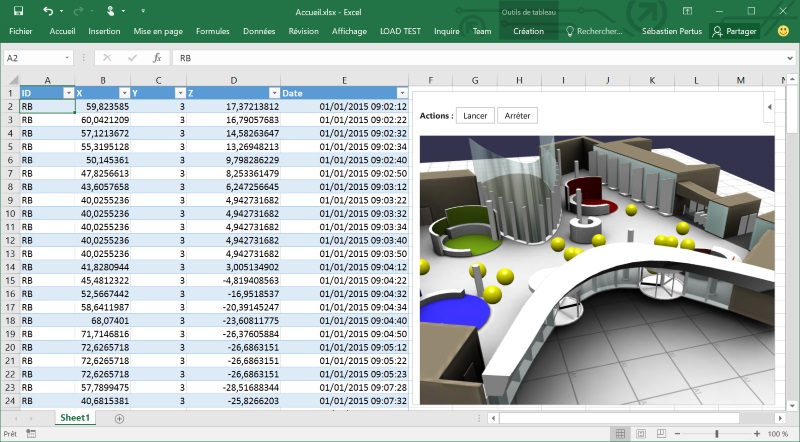 Accueil.xlsx - Excel
Outils de tableau
Fichier Accueil Insertion Mise en page Formules Données Révision Affichage LOAD TEST Inquire Team Création Rechercher... Sébastien Pertus Partager
A2 fx RB
A B C D E F G H I J K L M N
1 ID X Y Z Date
2 RB 59,823585 3 17,37213812 01/01/2015 09:02:12
3 RB 60,0421209 3 16,79057683 01/01/2015 09:02:22
4 RB 57,1213672 3 14,58263647 01/01/2015 09:02:32
5 RB 55,3195128 3 13,26948213 01/01/2015 09:02:34
6 RB 50,145361 3 9,798286229 01/01/2015 09:02:40
7 RB 47,8256613 3 8,253361479 01/01/2015 09:02:50
8 RB 43,6057658 3 6,247256645 01/01/2015 09:03:12
9 RB 40,0255236 3 4,942731682 01/01/2015 09:03:22
10 RB 40,0255236 3 4,942731682 01/01/2015 09:03:32
11 RB 40,0255236 3 4,942731682 01/01/2015 09:03:34
12 RB 40,0255236 3 4,942731682 01/01/2015 09:03:40
13 RB 40,0255236 3 4,942731682 01/01/2015 09:03:50
14 RB 41,8280944 3 3,005134902 01/01/2015 09:04:12
15 RB 45,4812322 3 -4,819408563 01/01/2015 09:04:22
16 RB 52,5667442 3 -16,9518537 01/01/2015 09:04:32
17 RB 58,6411987 3 -20,39145247 01/01/2015 09:04:34
18 RB 68,07401 3 -23,60811775 01/01/2015 09:04:40
19 RB 71,7146816 3 -26,37605884 01/01/2015 09:04:50
20 RB 72,6265718 3 -26,6863151 01/01/2015 09:05:12
21 RB 72,6265718 3 -26,6863151 01/01/2015 09:05:22
22 RB 72,6265718 3 -26,6863151 01/01/2015 09:05:23
23 RB 57,7899475 3 -28,51688344 01/01/2015 09:07:28
24 RB 40,6815381 3 -25,8266203 01/01/2015 09:07:32
Actions : Lancer Arrêter
Sheet1
Prêt 100 %